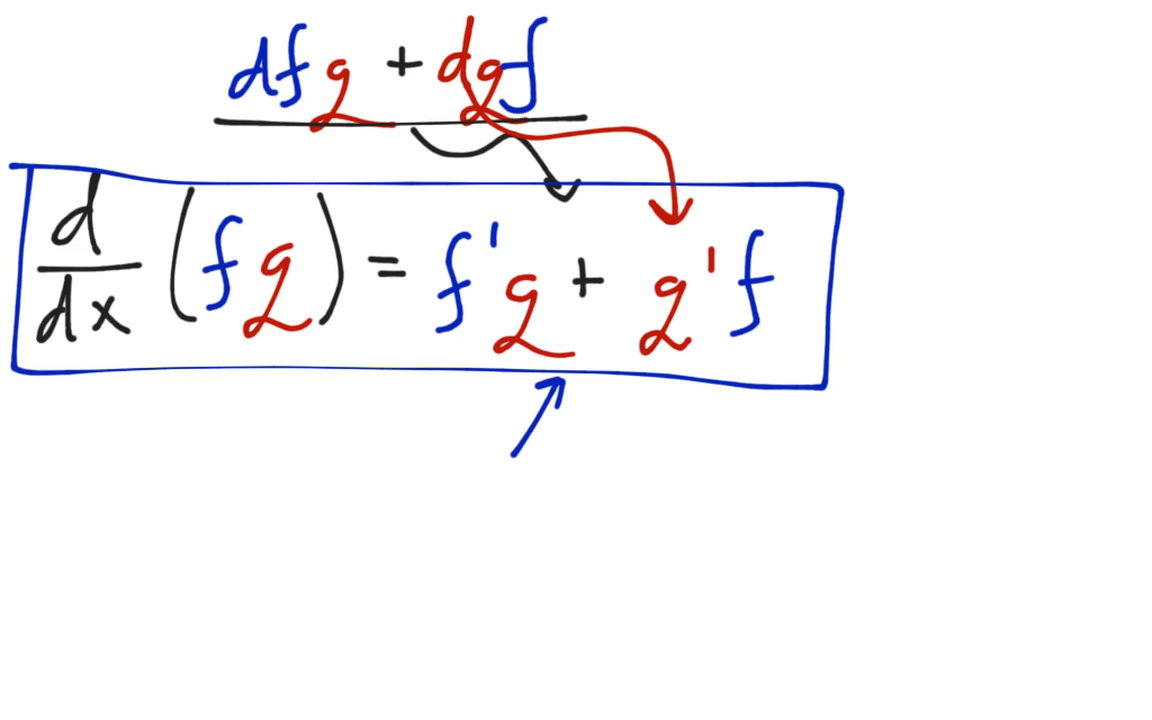 df g + dg f
d/dx (f g) = f' g + g' f